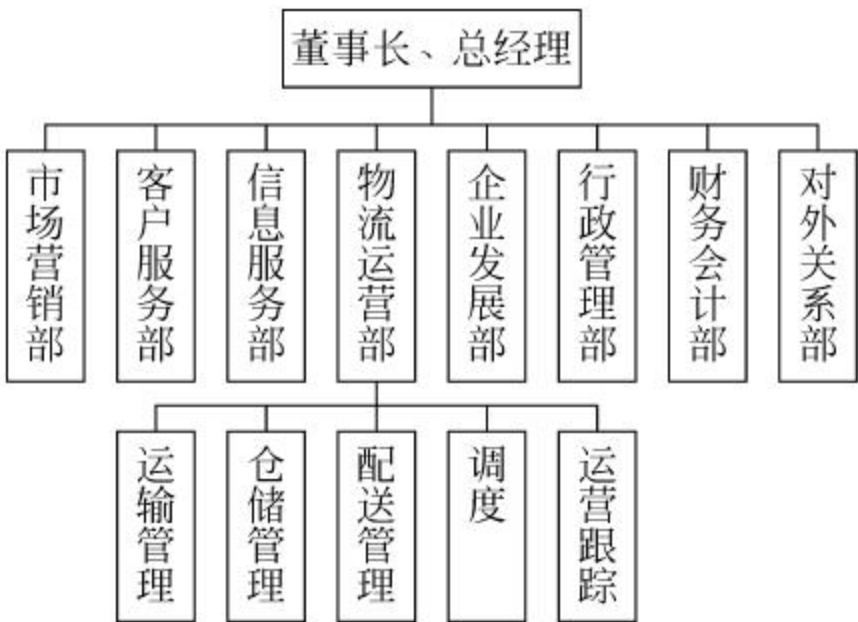 董事长、总经理
市场营销部
客户服务部
信息服务部
物流运营部
企业发展部
行政管理部
财务会计部
对外关系部
运输管理
仓储管理
配送管理
调度
运营跟踪